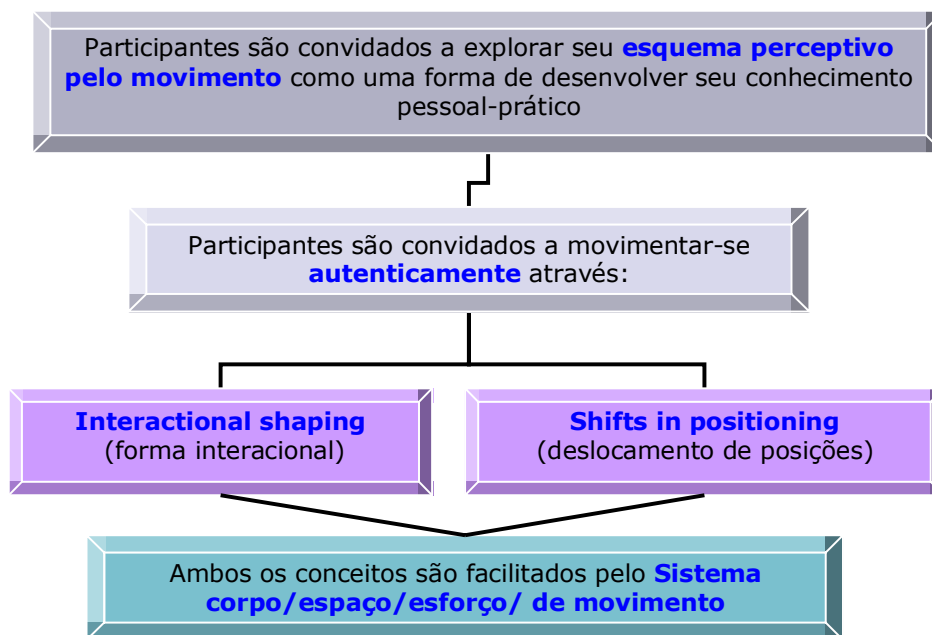 Participantes são convidados a explorar seu esquema perceptivo
pelo movimento como uma forma de desenvolver seu conhecimento
pessoal-prático
Participantes são convidados a movimentar-se
autenticamente através:
Interactional shaping
(forma interacional)
Shifts in positioning
(deslocamento de posições)
Ambos os conceitos são facilitados pelo Sistema
corpo/espaço/esforço/ de movimento